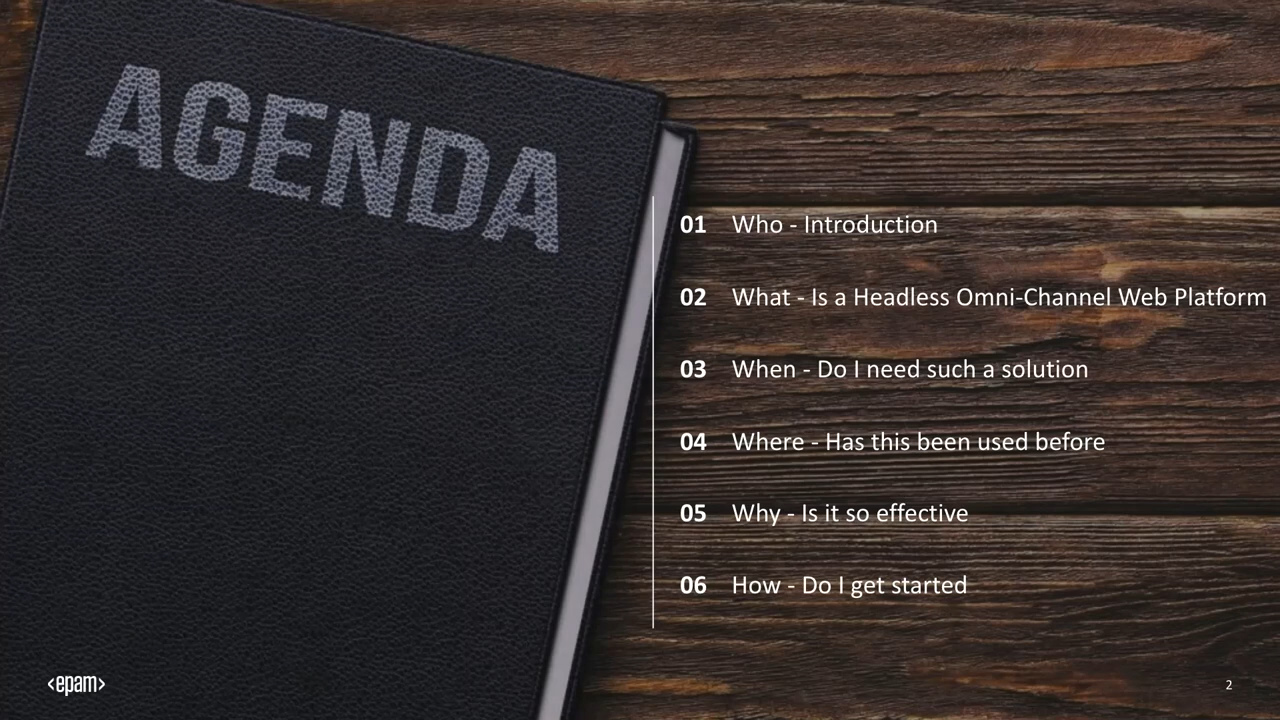 AGENDA
01 Who - Introduction
02 What - Is a Headless Omni-Channel Web Platform
03 When - Do I need such a solution
04 Where - Has this been used before
05 Why - Is it so effective
06 How - Do I get started
<epam>
2